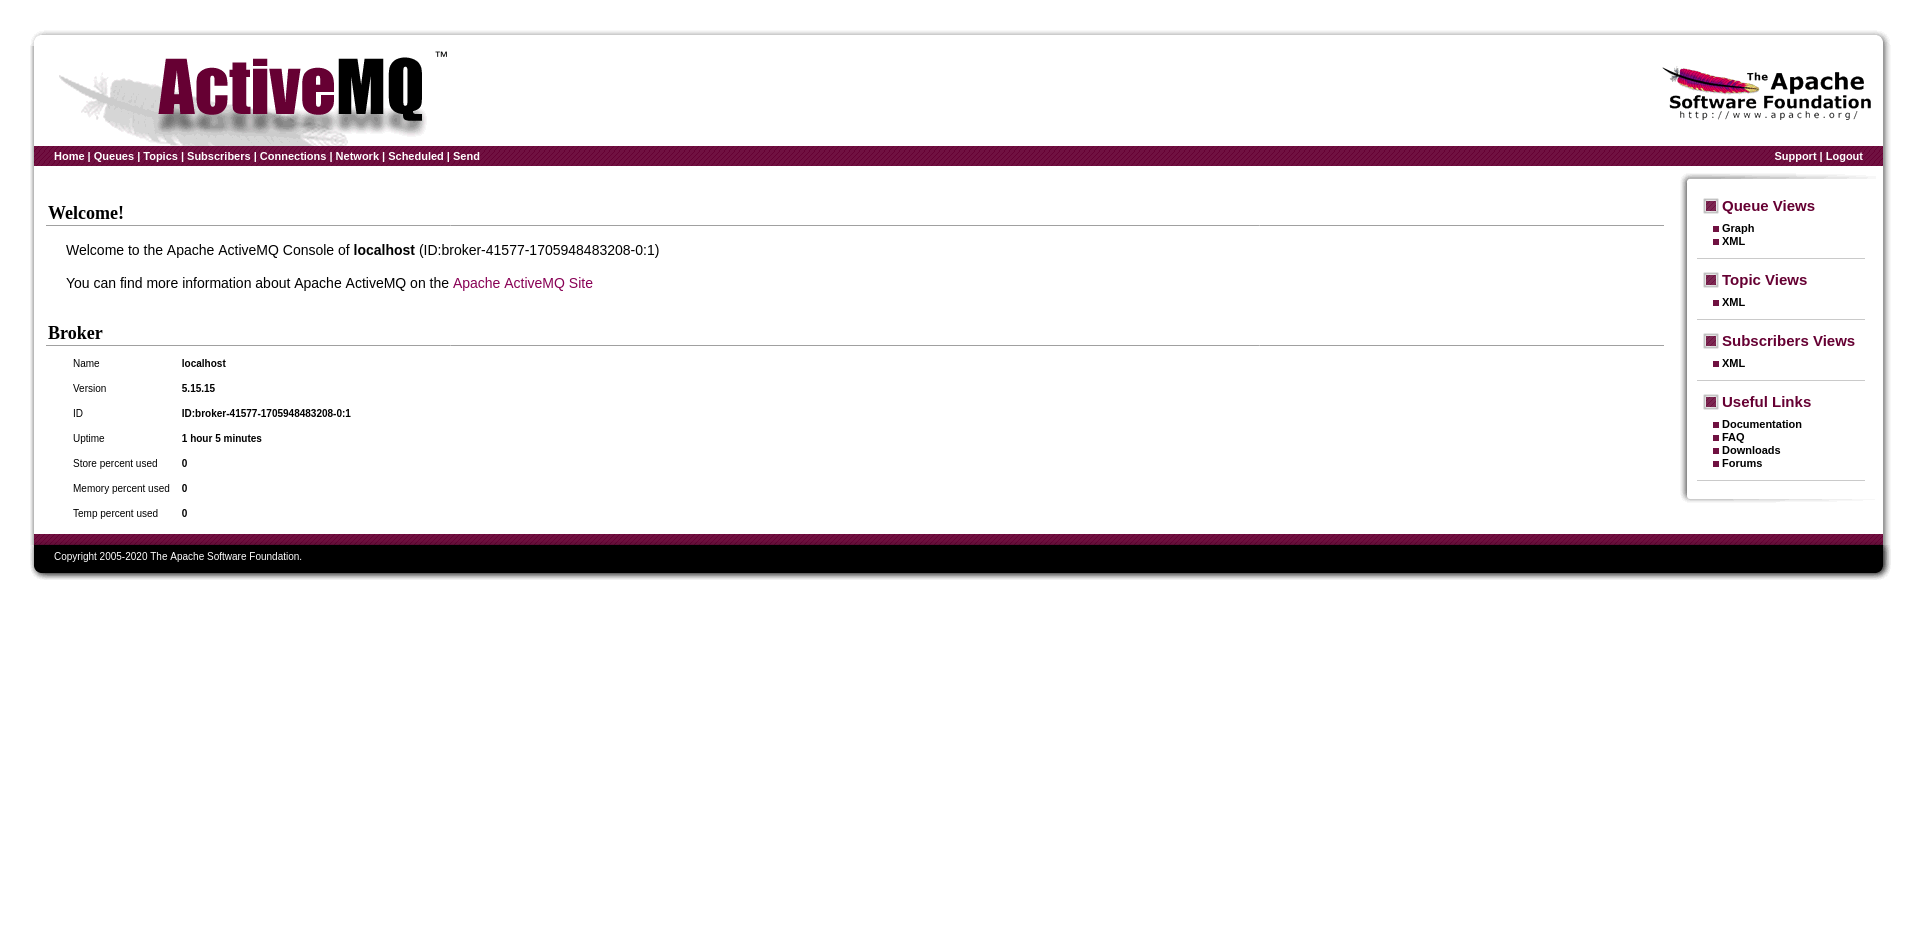 ActiveMQ ™
The Apache
Software Foundation
http://www.apache.org/
Home | Queues | Topics | Subscribers | Connections | Network | Scheduled | Send
Support | Logout
Welcome!
Welcome to the Apache ActiveMQ Console of localhost (ID:broker-41577-1705948483208-0:1)
You can find more information about Apache ActiveMQ on the Apache ActiveMQ Site
Broker
Name localhost
Version 5.15.15
ID ID:broker-41577-1705948483208-0:1
Uptime 1 hour 5 minutes
Store percent used 0
Memory percent used 0
Temp percent used 0
Queue Views
Graph
XML
Topic Views
XML
Subscribers Views
XML
Useful Links
Documentation
FAQ
Downloads
Forums
Copyright 2005-2020 The Apache Software Foundation.